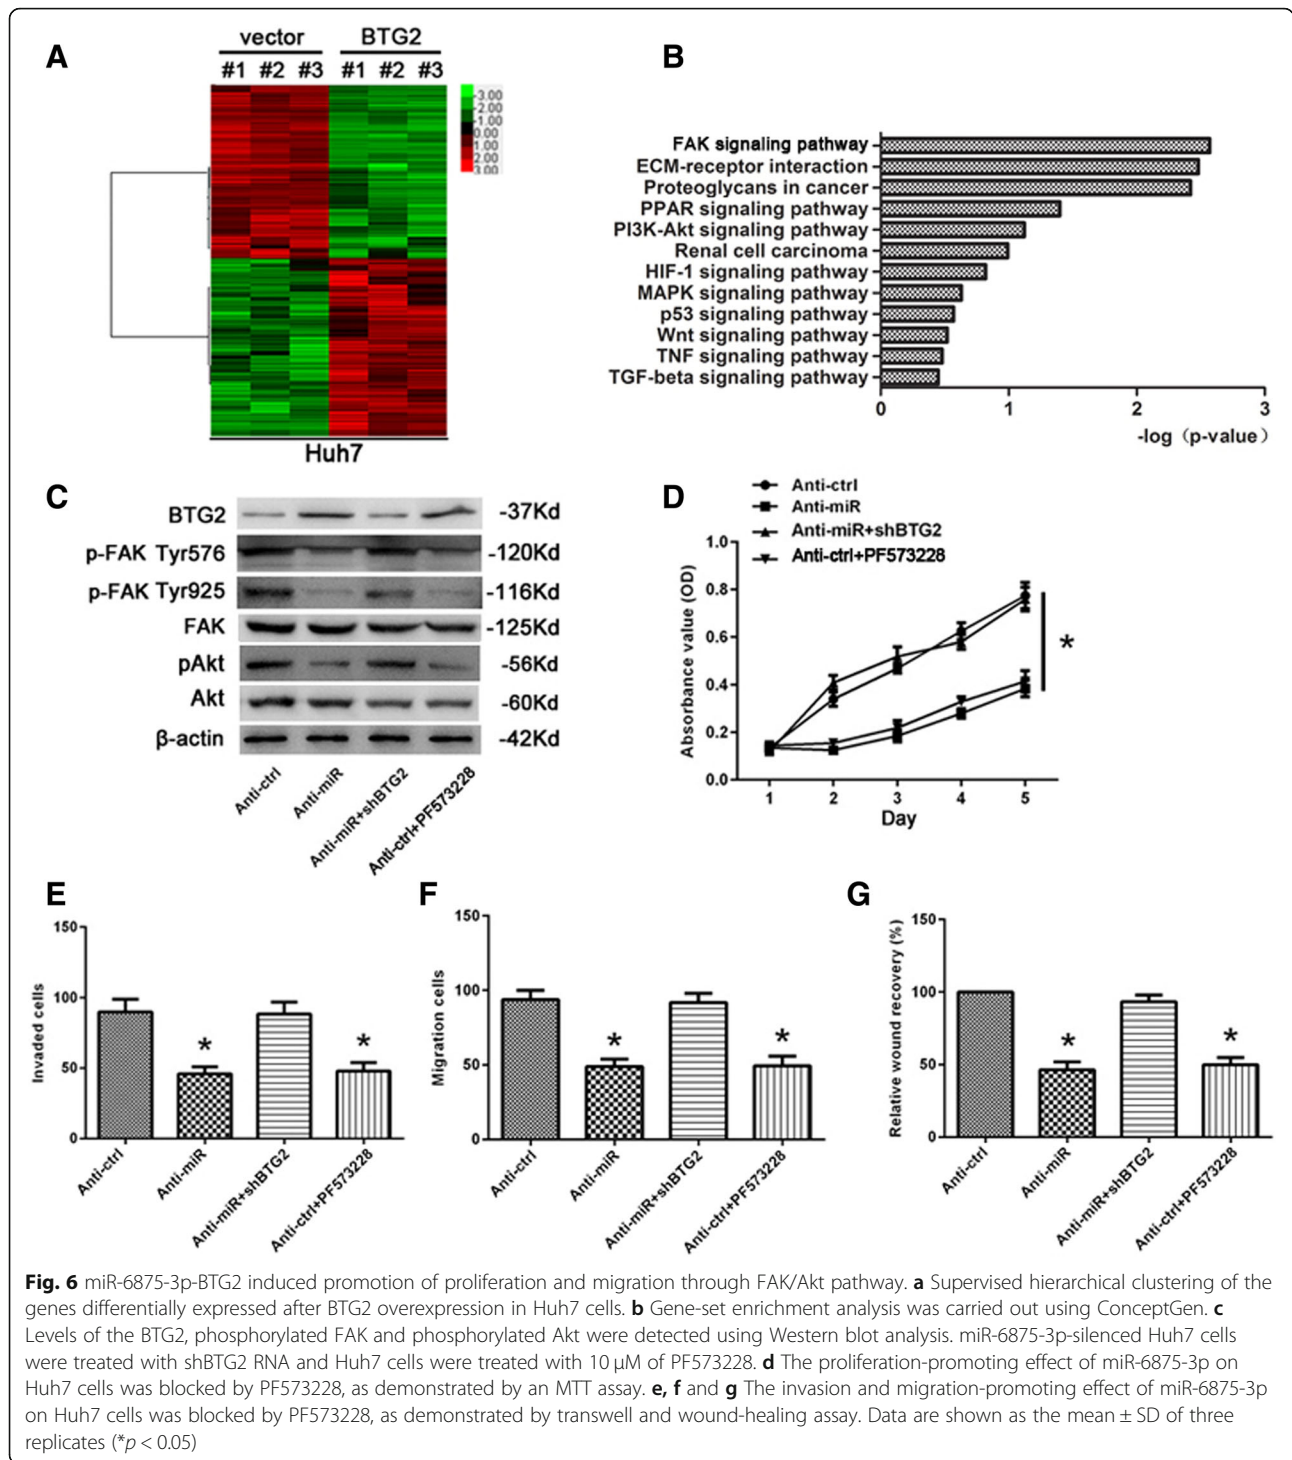 A
vector BTG2
#1 #2 #3 #1 #2 #3
-3.00
-2.00
-1.00
0.00
1.00
2.00
3.00
Huh7
B
FAK signaling pathway
ECM-receptor interaction
Proteoglycans in cancer
PPAR signaling pathway
PI3K-Akt signaling pathway
Renal cell carcinoma
HIF-1 signaling pathway
MAPK signaling pathway
p53 signaling pathway
Wnt signaling pathway
TNF signaling pathway
TGF-beta signaling pathway
0 1 2 3
-log (p-value)
C
BTG2 -37Kd
p-FAK Tyr576 -120Kd
p-FAK Tyr925 -116Kd
FAK -125Kd
pAkt -56Kd
Akt -60Kd
β-actin -42Kd
Anti-ctrl
Anti-miR
Anti-miR+shBTG2
Anti-ctrl+PF573228
D
Anti-ctrl
Anti-miR
Anti-miR+shBTG2
Anti-ctrl+PF573228
Absorbance value (OD)
1.0
0.8
0.6
0.4
0.2
0.0
*
1 2 3 4 5
Day
E
Invaded cells
150
100
50
0
* *
Anti-ctrl
Anti-miR
Anti-miR+shBTG2
Anti-ctrl+PF573228
F
Migration cells
150
100
50
0
* *
Anti-ctrl
Anti-miR
Anti-miR+shBTG2
Anti-ctrl+PF573228
G
Relative wound recovery (%)
150
100
50
0
* *
Anti-ctrl
Anti-miR
Anti-miR+shBTG2
Anti-ctrl+PF573228
Fig. 6 miR-6875-3p-BTG2 induced promotion of proliferation and migration through FAK/Akt pathway. a Supervised hierarchical clustering of the
genes differentially expressed after BTG2 overexpression in Huh7 cells. b Gene-set enrichment analysis was carried out using ConceptGen. c
Levels of the BTG2, phosphorylated FAK and phosphorylated Akt were detected using Western blot analysis. miR-6875-3p-silenced Huh7 cells
were treated with shBTG2 RNA and Huh7 cells were treated with 10 μM of PF573228. d The proliferation-promoting effect of miR-6875-3p on
Huh7 cells was blocked by PF573228, as demonstrated by an MTT assay. e, f and g The invasion and migration-promoting effect of miR-6875-3p
on Huh7 cells was blocked by PF573228, as demonstrated by transwell and wound-healing assay. Data are shown as the mean ± SD of three
replicates (*p < 0.05)